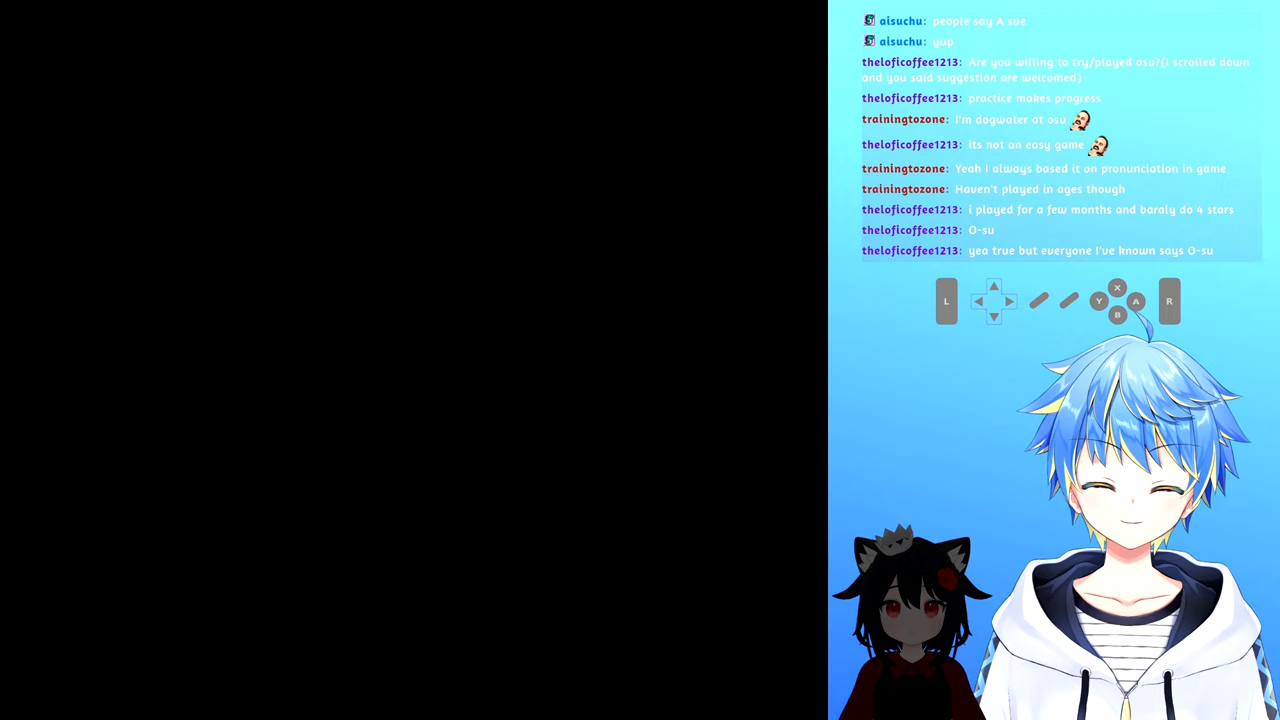 aisuchu: people say A sue
aisuchu: yup
theloficoffee1213: Are you willing to try/played osu?(I scrolled down
and you said suggestion are welcomed)
theloficoffee1213: practice makes progress
trainingtozone: I'm dogwater at osu
theloficoffee1213: its not an easy game
trainingtozone: Yeah I always based it on pronunciation in game
trainingtozone: Haven't played in ages though
theloficoffee1213: i played for a few months and baraly do 4 stars
theloficoffee1213: O-su
theloficoffee1213: yea true but everyone I've known says O-su
L X Y A B R